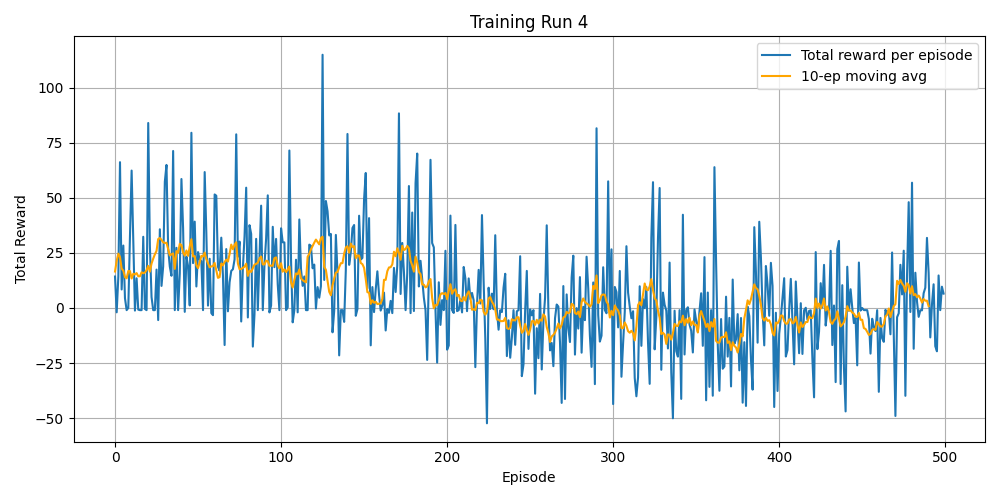 Training Run 4
Total reward per episode
10-ep moving avg
Total Reward
100
75
50
25
0
−25
−50
0
100
200
300
400
500
Episode